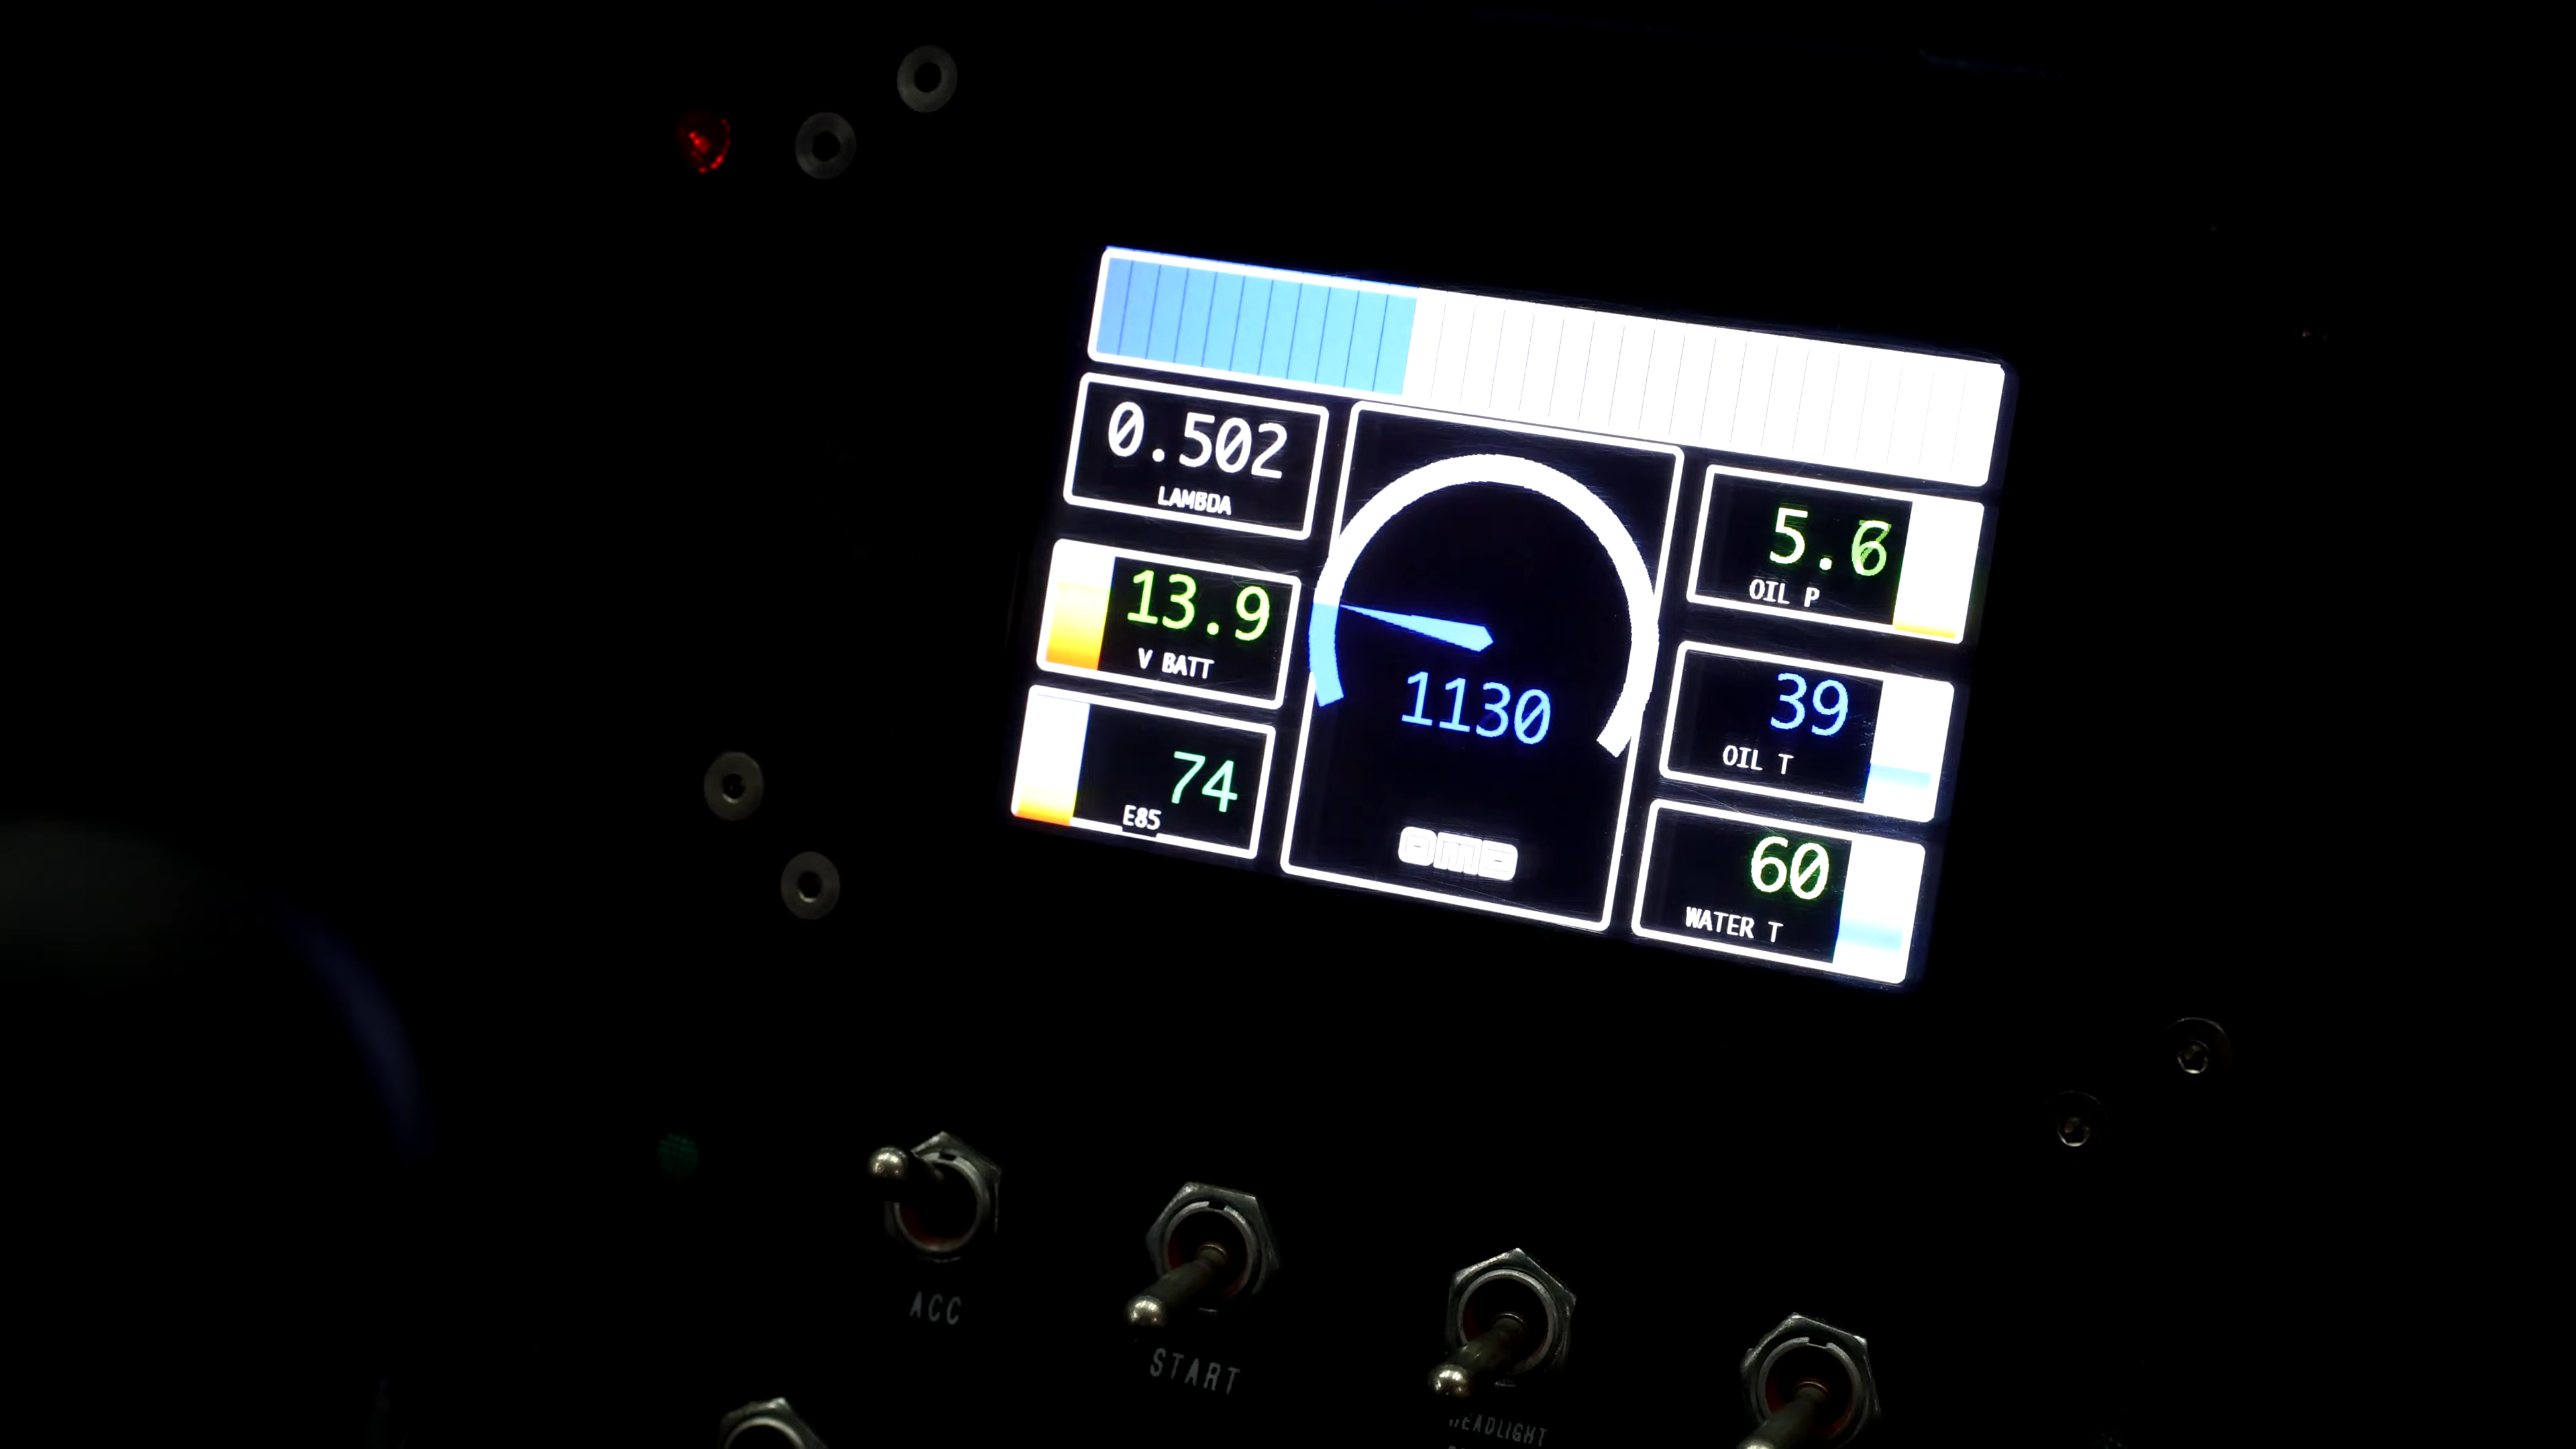 0.502
LAMBDA
13.9
V BATT
74
E85
1130
OMD
5.6
OIL P
39
OIL T
60
WATER T
ACC
START
HEADLIGHT